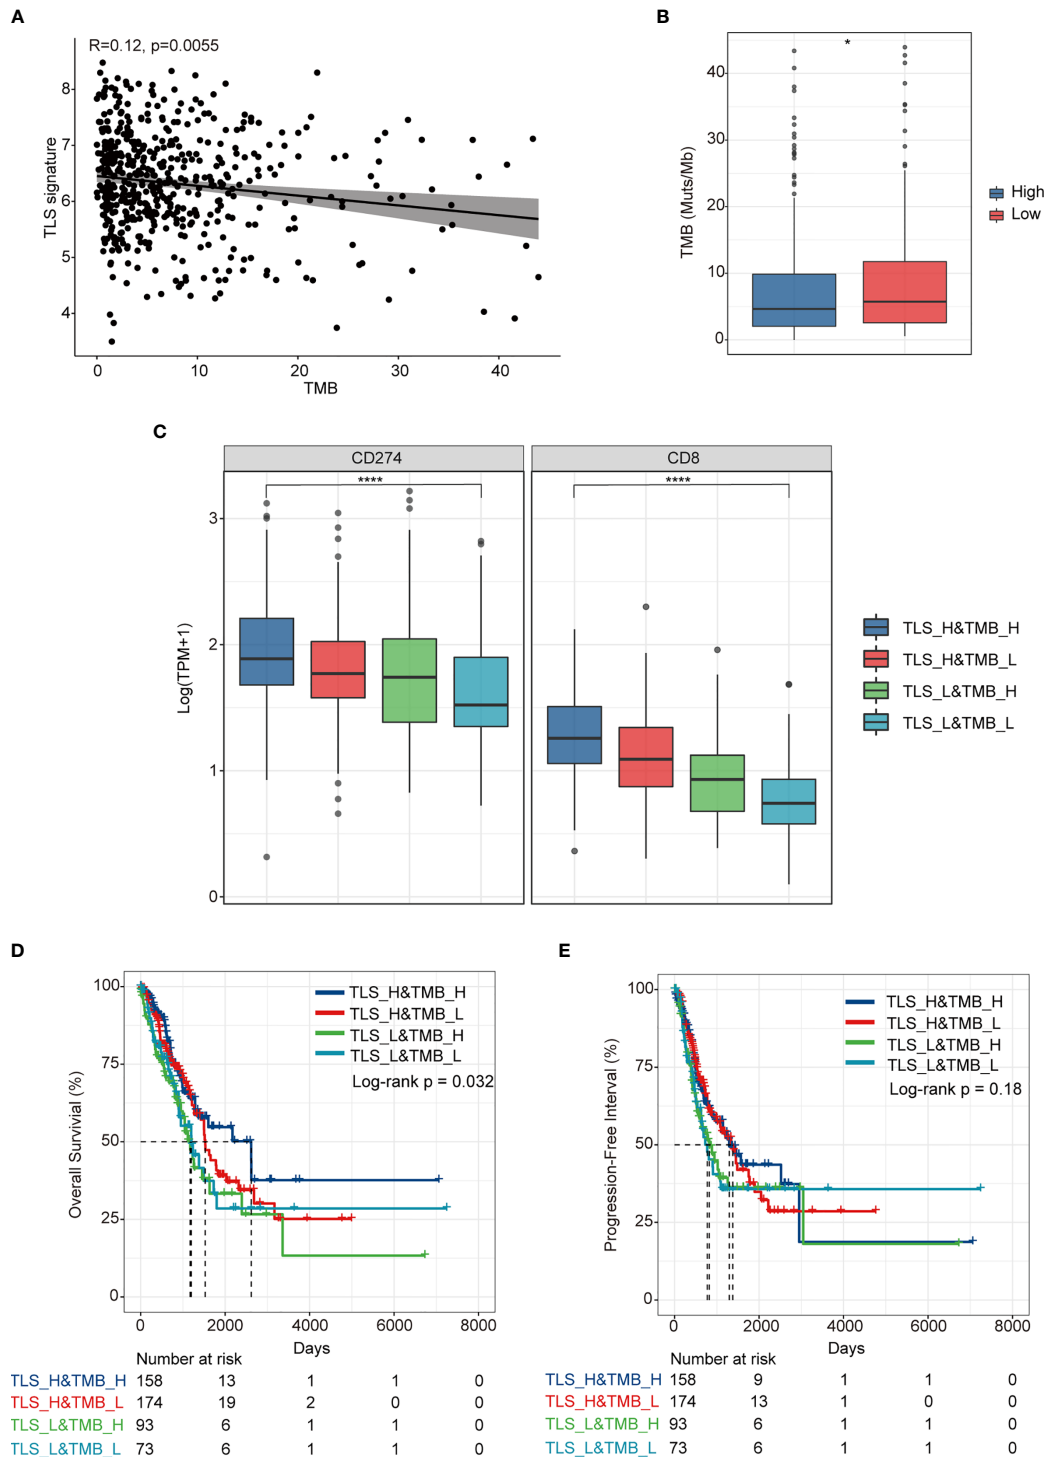 A
R=0.12, p=0.0055
TLS signature
8
7
6
5
4
0 10 20 30 40
TMB
B
*
TMB (Muts/Mb)
40
30
20
10
0
High
Low
C
CD274 CD8
**** ****
Log(TPM+1)
3
2
1
0
TLS_H&TMB_H
TLS_H&TMB_L
TLS_L&TMB_H
TLS_L&TMB_L
D
Overall Survivial (%)
100
75
50
25
0
TLS_H&TMB_H
TLS_H&TMB_L
TLS_L&TMB_H
TLS_L&TMB_L
Log-rank p = 0.032
0 2000 4000 6000 8000
Days
Number at risk
TLS_H&TMB_H 158 13 1 1 0
TLS_H&TMB_L 174 19 2 0 0
TLS_L&TMB_H 93 6 1 1 0
TLS_L&TMB_L 73 6 1 1 0
E
Progression-Free Interval (%)
100
75
50
25
0
TLS_H&TMB_H
TLS_H&TMB_L
TLS_L&TMB_H
TLS_L&TMB_L
Log-rank p = 0.18
0 2000 4000 6000 8000
Days
Number at risk
TLS_H&TMB_H 158 9 1 1 0
TLS_H&TMB_L 174 13 1 0 0
TLS_L&TMB_H 93 6 1 1 0
TLS_L&TMB_L 73 6 1 1 0